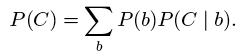 P(C) = ∑_b P(b)P(C | b).